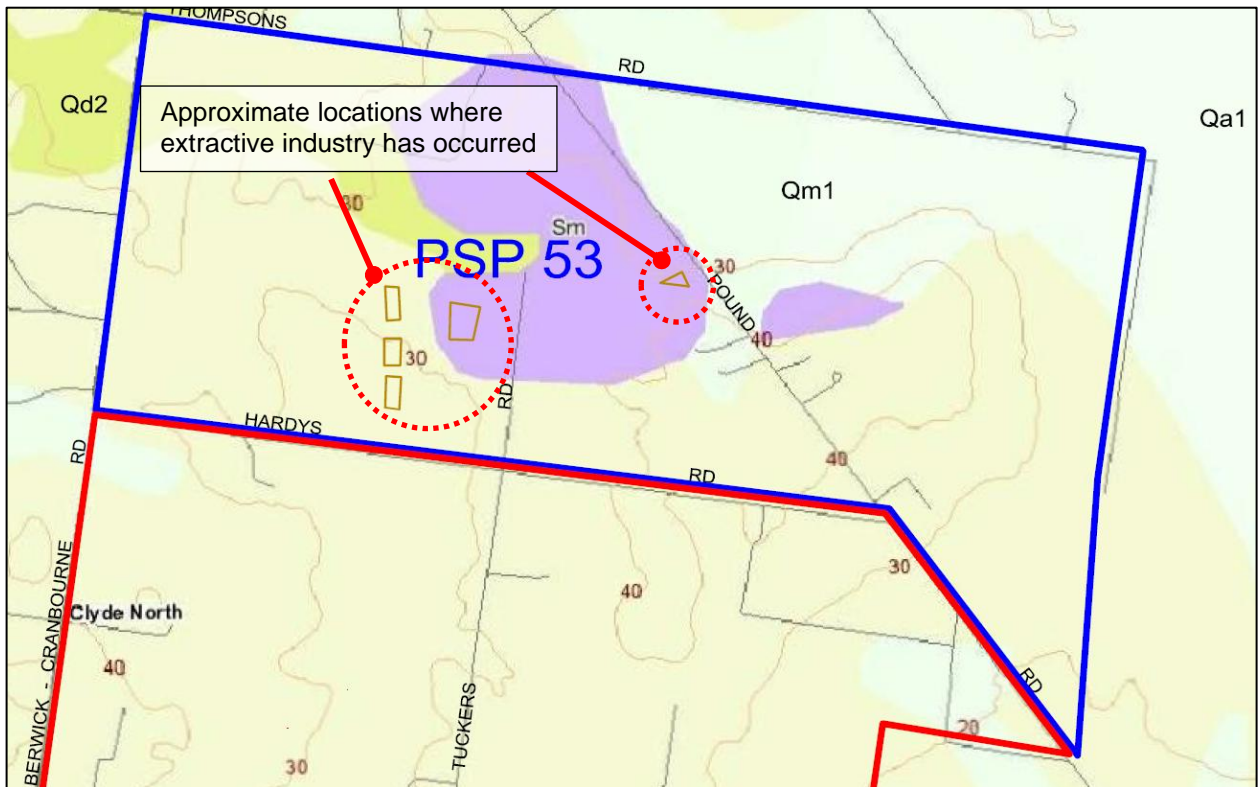 THOMPSONS
RD
Qd2
Approximate locations where
extractive industry has occurred
Qa1
Qm1
30
Sm
PSP 53
30
POUND
40
30
RD
HARDYS
RD
RD
40
30
40
Clyde North
BERWICK - CRANBOURNE
40
TUCKERS
RD
20
30